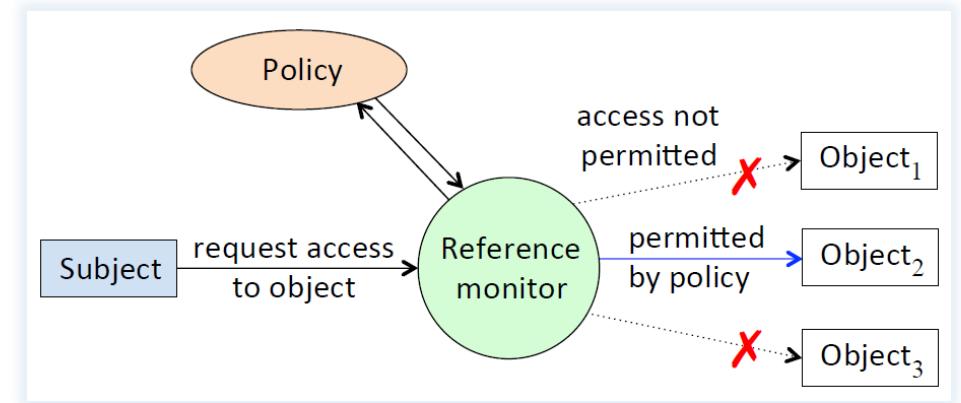 Policy
access not
permitted
Object1
Subject
request access
to object
Reference
monitor
permitted
by policy
Object2
Object3